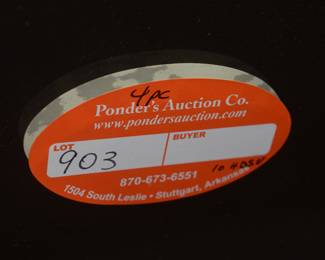 4pc
Ponder's Auction Co.
www.pondersauction.com
LOT
BUYER
903
870-673-6551
1504 South Leslie • Stuttgart, Arkansas